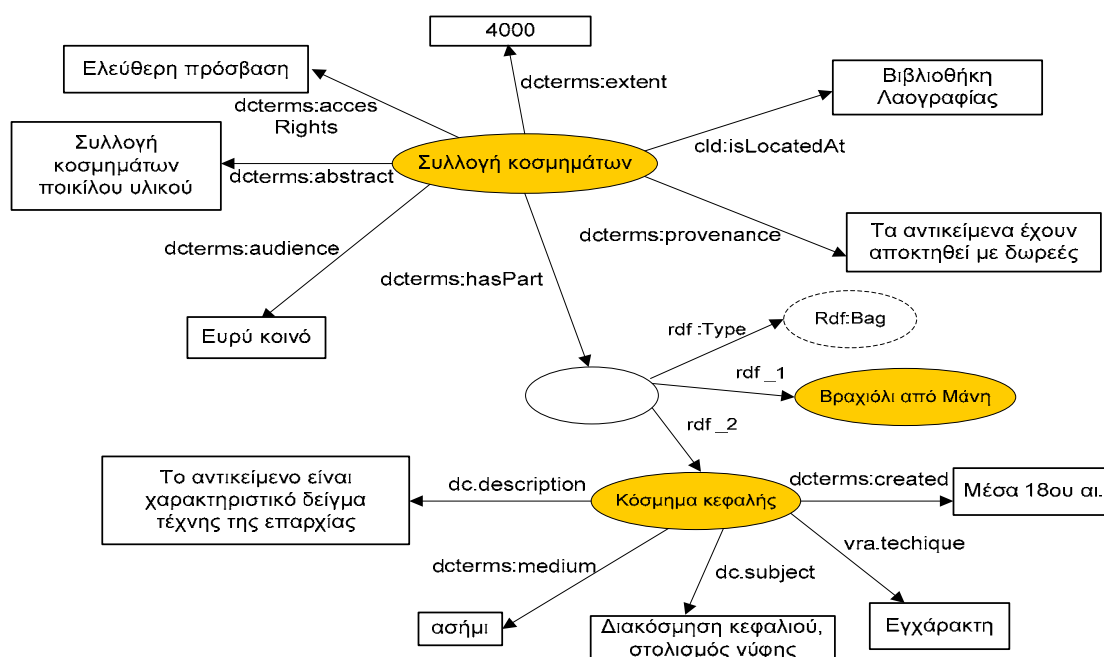 4000
Ελεύθερη πρόσβαση
dcterms:extent
Βιβλιοθήκη
Λαογραφίας
dcterms:acces
Rights
Συλλογή
κοσμημάτων
ποικίλου υλικού
dcterms:abstract
Συλλογή κοσμημάτων
cld:isLocatedAt
dcterms:audience
dcterms:provenance
Τα αντικείμενα έχουν
αποκτηθεί με δωρεές
dcterms:hasPart
Ευρύ κοινό
rdf :Type
Rdf:Bag
rdf _1
Βραχιόλι από Μάνη
rdf _2
Το αντικείμενο είναι
χαρακτηριστικό δείγμα
τέχνης της επαρχίας
dc.description
Κόσμημα κεφαλής
dcterms:created
Μέσα 18ου αι.
dcterms:medium
dc.subject
vra.techique
ασήμι
Διακόσμηση κεφαλιού,
στολισμός νύφης
Εγχάρακτη